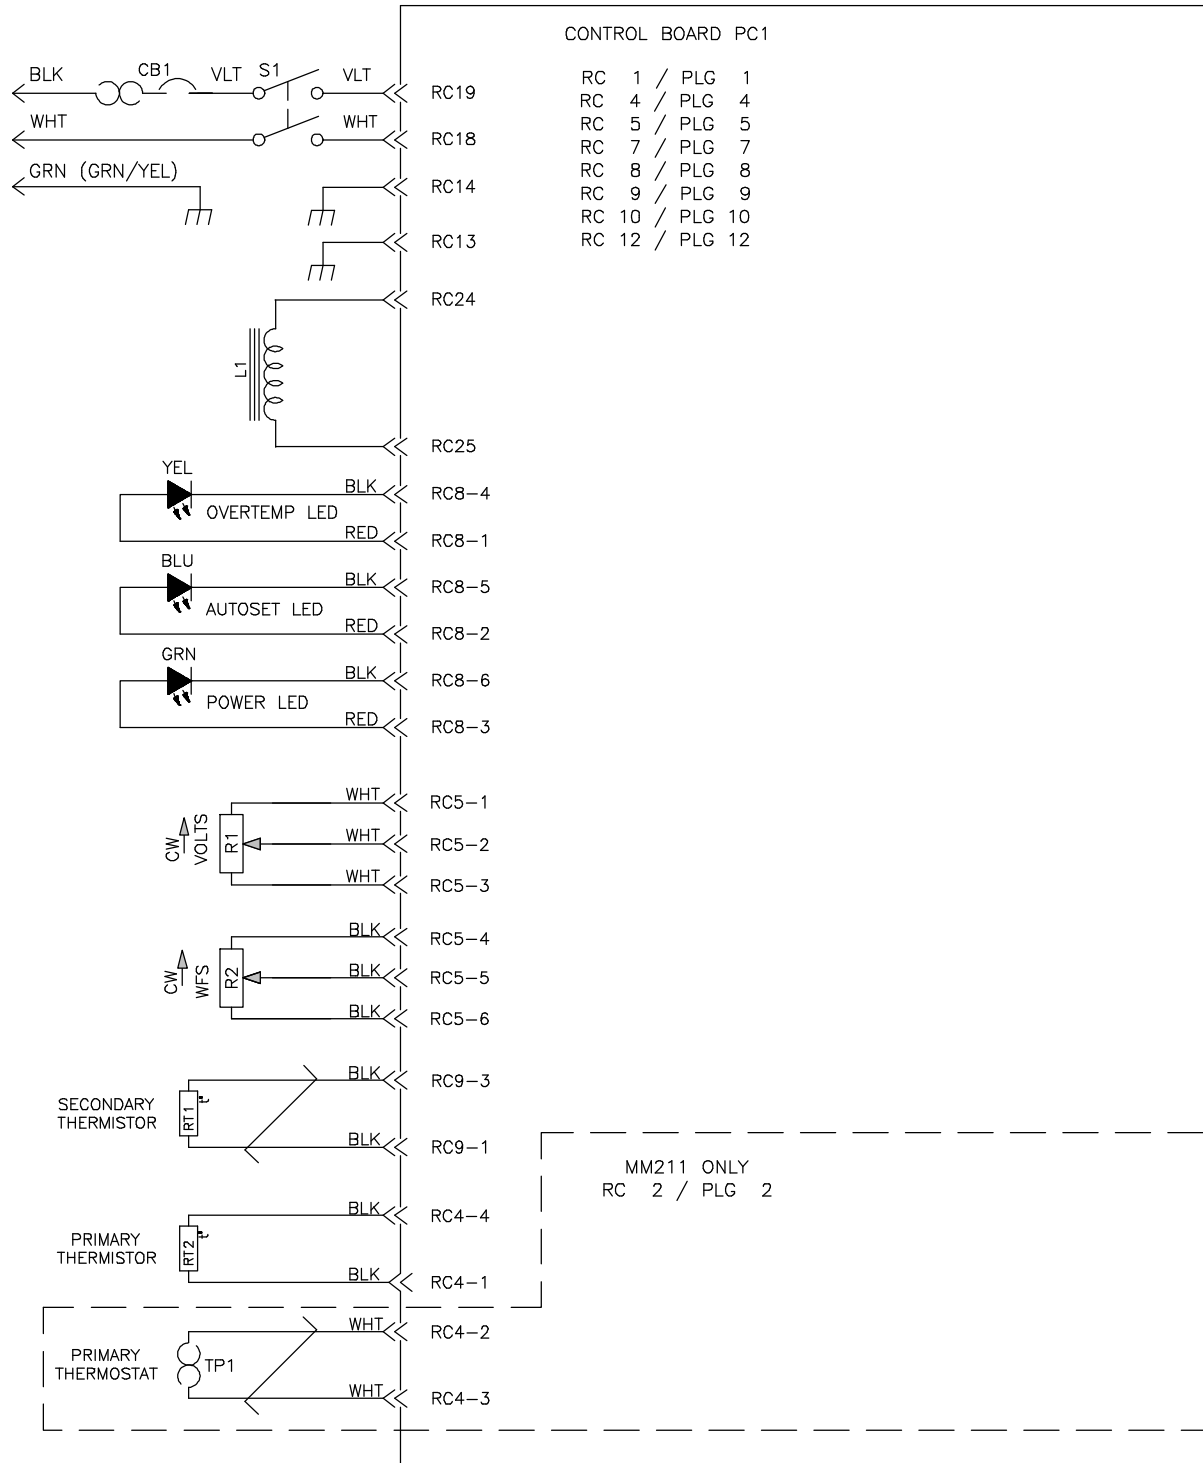 CONTROL BOARD PC1
RC 1 / PLG 1
RC 4 / PLG 4
RC 5 / PLG 5
RC 7 / PLG 7
RC 8 / PLG 8
RC 9 / PLG 9
RC 10 / PLG 10
RC 12 / PLG 12
BLK CB1 VLT S1 VLT RC19
WHT WHT RC18
GRN (GRN/YEL) RC14
RC13
RC24
L1
RC25
YEL
BLK RC8-4
OVERTEMP LED
RED RC8-1
BLU
BLK RC8-5
AUTOSET LED
RED RC8-2
GRN
BLK RC8-6
POWER LED
RED RC8-3
WHT RC5-1
CW VOLTS R1 WHT RC5-2
WHT RC5-3
BLK RC5-4
CW WFS R2 BLK RC5-5
BLK RC5-6
BLK RC9-3
SECONDARY
THERMISTOR
RT1 t°
BLK RC9-1
MM211 ONLY
RC 2 / PLG 2
BLK RC4-4
PRIMARY
THERMISTOR
RT2 t°
BLK RC4-1
WHT RC4-2
PRIMARY
THERMOSTAT
TP1
WHT RC4-3